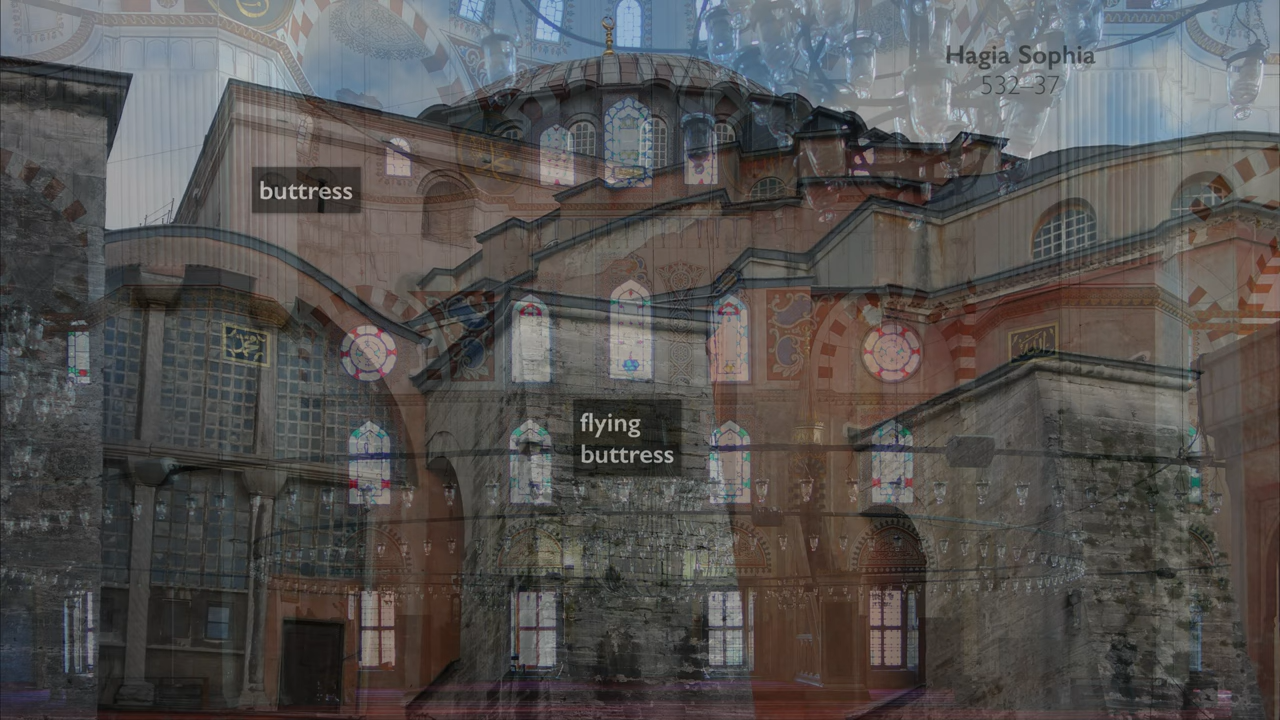 Hagia Sophia
532–37
buttress
flying
buttress